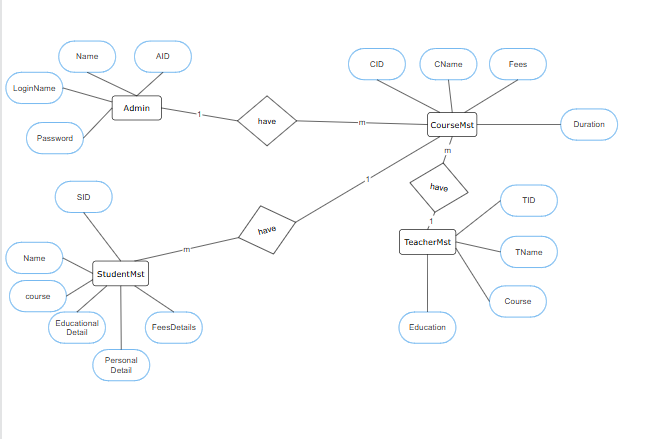 Name
AID
LoginName
Admin
Password
1
have
m
CID
CName
Fees
CourseMst
Duration
m
have
1
TID
TeacherMst
TName
Course
Education
1
have
m
SID
Name
StudentMst
course
Educational
Detail
FeesDetails
Personal
Detail